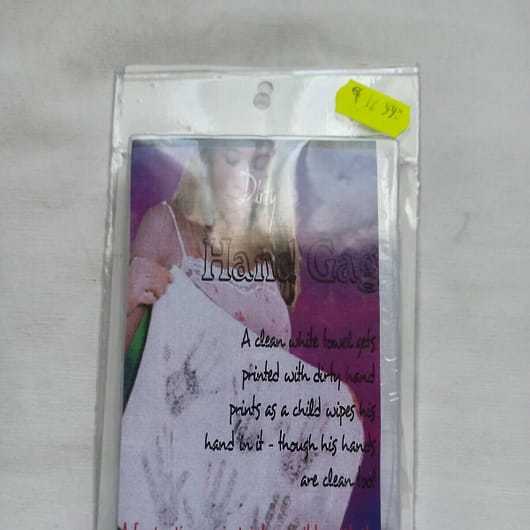 Dirty
Hand Gag
A clean white towel gets
printed with dirty hand
prints as a child wipes his
hand in it - though his hands
are clean too!